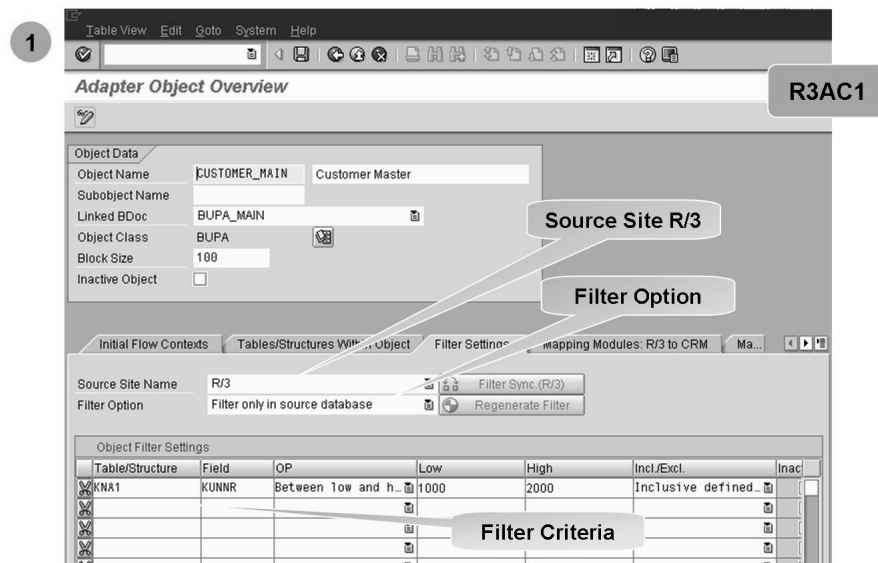 1
Table View Edit Goto System Help
Adapter Object Overview
R3AC1
Object Data
Object Name CUSTOMER_MAIN Customer Master
Subobject Name
Linked BDoc BUPA_MAIN
Object Class BUPA
Block Size 100
Inactive Object
Source Site R/3
Filter Option
Initial Flow Contexts Tables/Structures Within Object Filter Settings Mapping Modules: R/3 to CRM Ma...
Source Site Name R/3 Filter Sync.(R/3)
Filter Option Filter only in source database Regenerate Filter
Object Filter Settings
Table/Structure Field OP Low High Incl./Excl. Inac
KNA1 KUNNR Between low and h… 1000 2000 Inclusive defined…
Filter Criteria